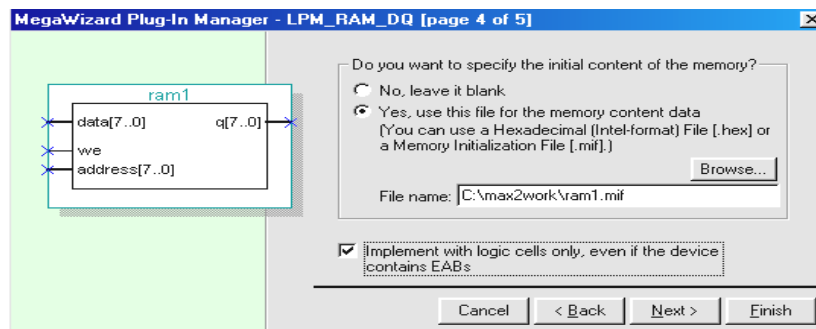 MegaWizard Plug-In Manager - LPM_RAM_DQ [page 4 of 5]
ram1
data[7..0] q[7..0]
we
address[7..0]
Do you want to specify the initial content of the memory?
No, leave it blank
Yes, use this file for the memory content data
(You can use a Hexadecimal (Intel-format) File [.hex] or
a Memory Initialization File [.mif].)
Browse...
File name: C:\max2work\ram1.mif
Implement with logic cells only, even if the device
contains EABs
Cancel < Back Next > Finish